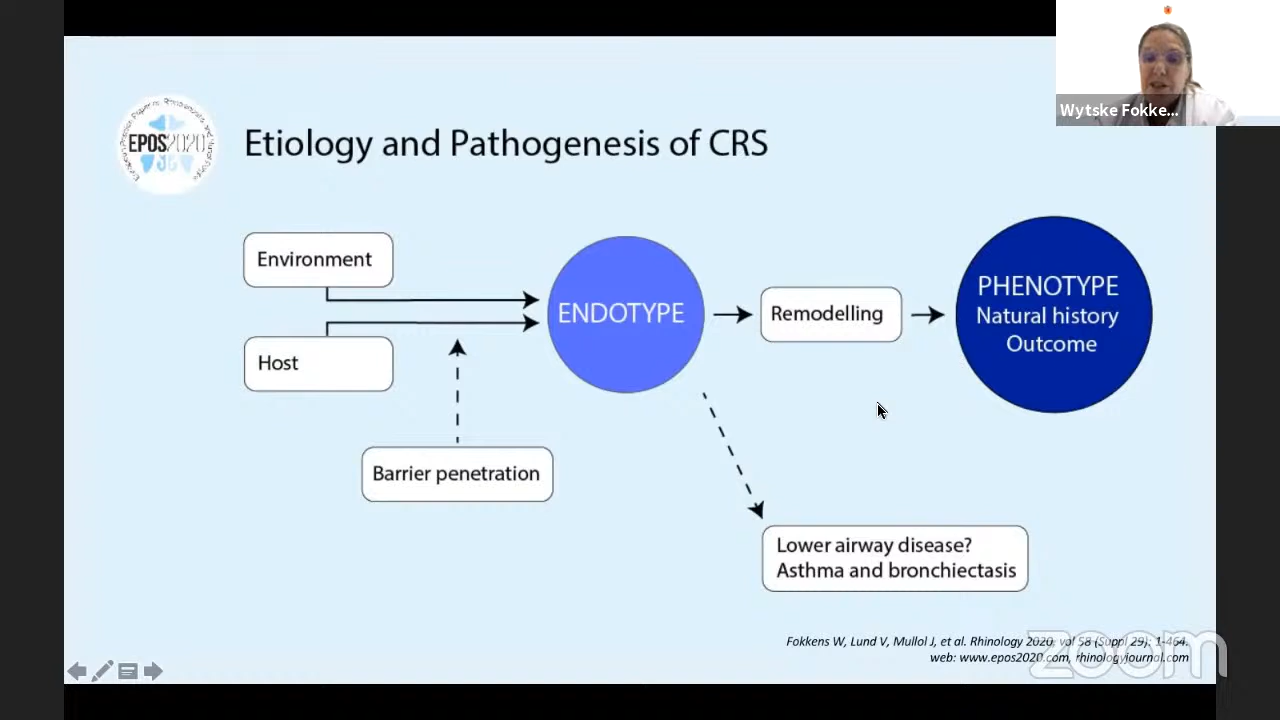 Wytske Fokke...
EPOS2020
Etiology and Pathogenesis of CRS
Environment
Host
Barrier penetration
ENDOTYPE
Remodelling
PHENOTYPE
Natural history
Outcome
Lower airway disease?
Asthma and bronchiectasis
Fokkens W, Lund V, Mullol J, et al. Rhinology 2020, vol 58 (Suppl 29): 1-464.
web: www.epos2020.com, rhinologyjournal.com
zoom